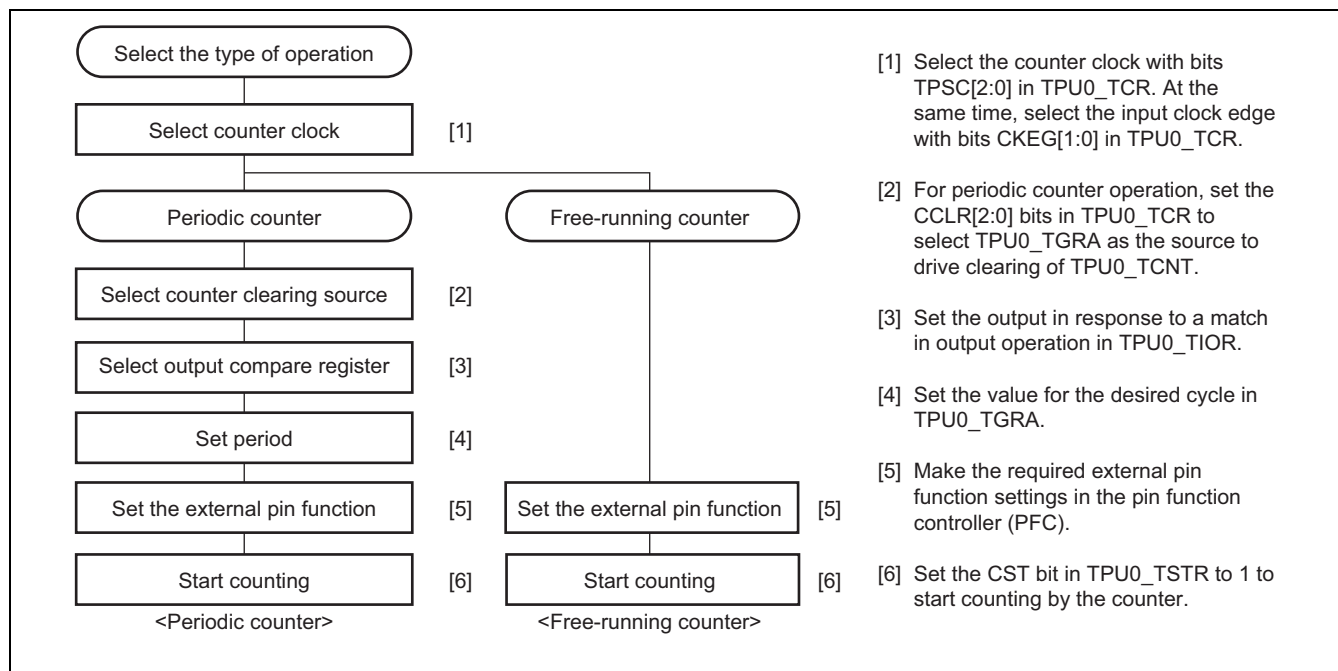 Select the type of operation
Select counter clock
[1]
Periodic counter
Free-running counter
Select counter clearing source
[2]
Select output compare register
[3]
Set period
[4]
Set the external pin function
[5]
Set the external pin function
[5]
Start counting
[6]
Start counting
[6]
<Periodic counter>
<Free-running counter>
[1] Select the counter clock with bits
TPSC[2:0] in TPU0_TCR. At the
same time, select the input clock edge
with bits CKEG[1:0] in TPU0_TCR.
[2] For periodic counter operation, set the
CCLR[2:0] bits in TPU0_TCR to
select TPU0_TGRA as the source to
drive clearing of TPU0_TCNT.
[3] Set the output in response to a match
in output operation in TPU0_TIOR.
[4] Set the value for the desired cycle in
TPU0_TGRA.
[5] Make the required external pin
function settings in the pin function
controller (PFC).
[6] Set the CST bit in TPU0_TSTR to 1 to
start counting by the counter.